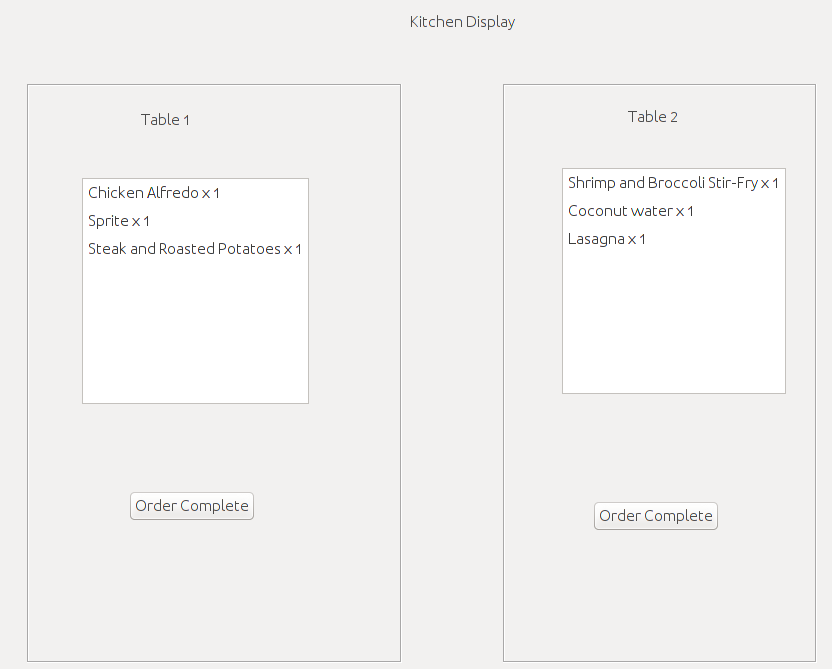 Kitchen Display
Table 1
Chicken Alfredo x 1
Sprite x 1
Steak and Roasted Potatoes x 1
Order Complete
Table 2
Shrimp and Broccoli Stir-Fry x 1
Coconut water x 1
Lasagna x 1
Order Complete